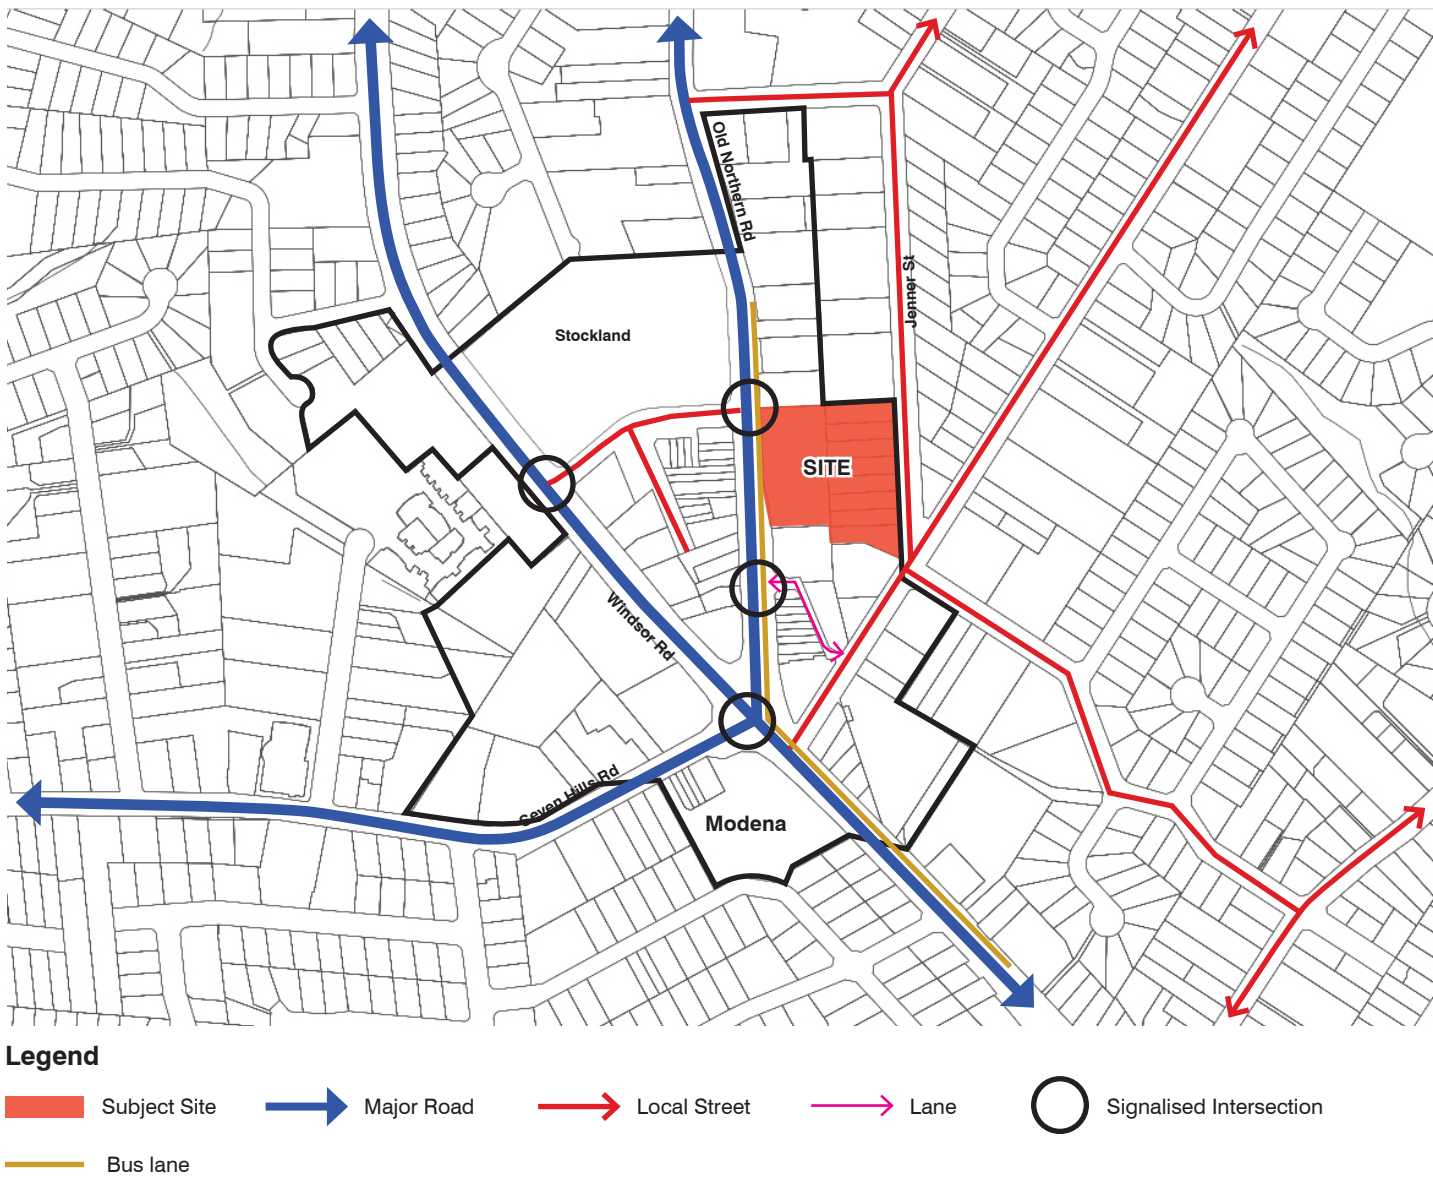 Old Northern Rd
Jenner St
Stockland
SITE
Windsor Rd
Seven Hills Rd
Modena
Legend
Subject Site
Major Road
Local Street
Lane
Signalised Intersection
Bus lane